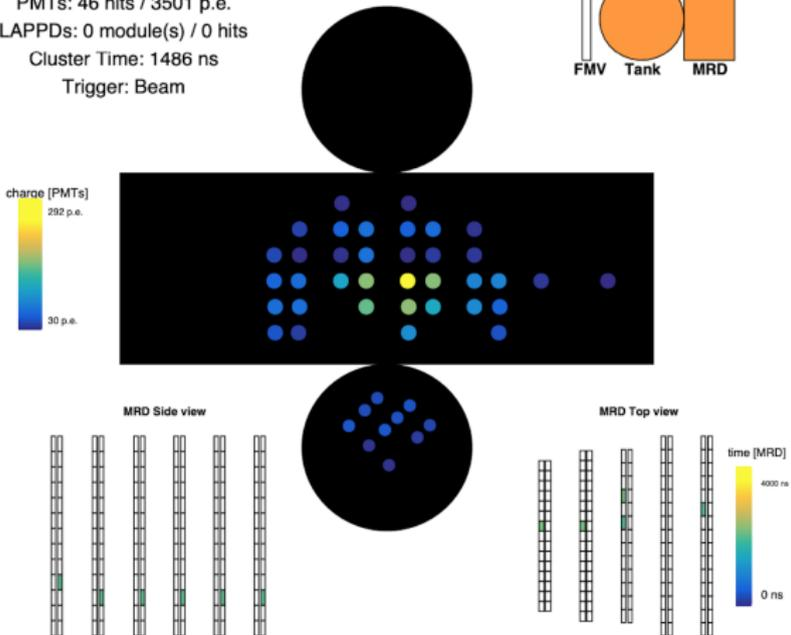 PMTs: 46 hits / 3501 p.e.
LAPPDs: 0 module(s) / 0 hits
Cluster Time: 1486 ns
Trigger: Beam
FMV Tank MRD
charge [PMTs]
292 p.e.
30 p.e.
MRD Side view
MRD Top view
time [MRD]
4000 ns
0 ns